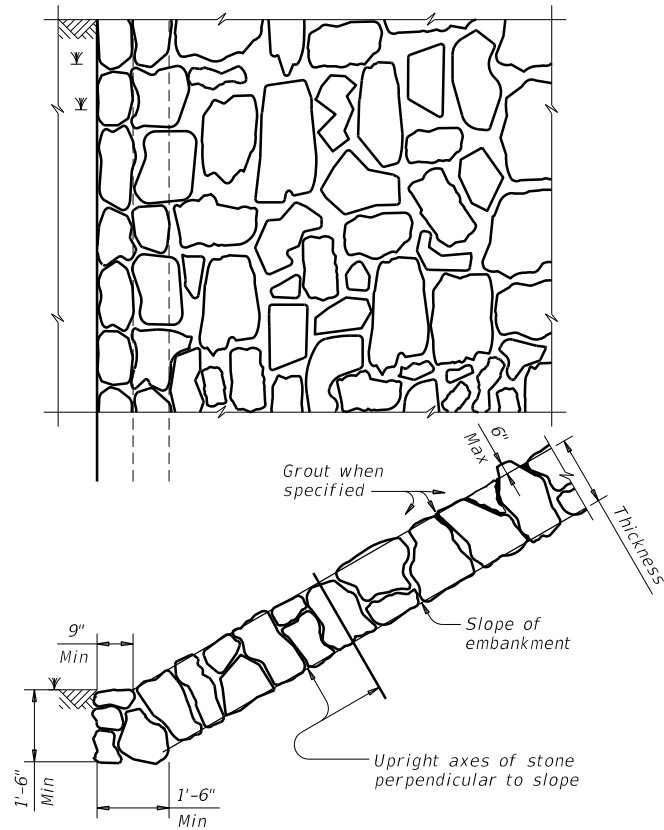 6"
Max
Grout when
specified
Thickness
Slope of
embankment
9"
Min
1'-6"
Min
Upright axes of stone
perpendicular to slope
1'-6"
Min